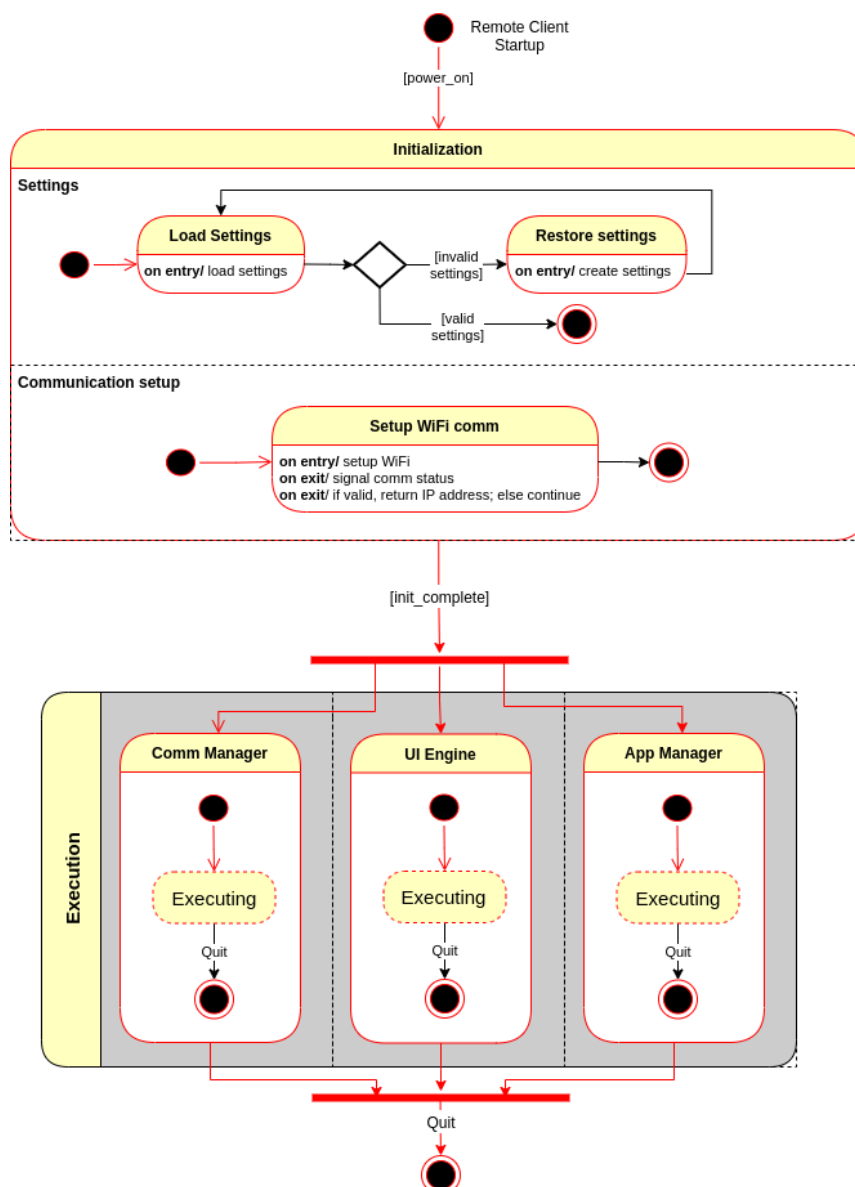 Remote Client
Startup
[power_on]
Initialization
Settings
Load Settings
on entry/ load settings
[invalid
settings]
Restore settings
on entry/ create settings
[valid
settings]
Communication setup
Setup WiFi comm
on entry/ setup WiFi
on exit/ signal comm status
on exit/ if valid, return IP address; else continue
[init_complete]
Execution
Comm Manager
UI Engine
App Manager
Executing
Executing
Executing
Quit
Quit
Quit
Quit